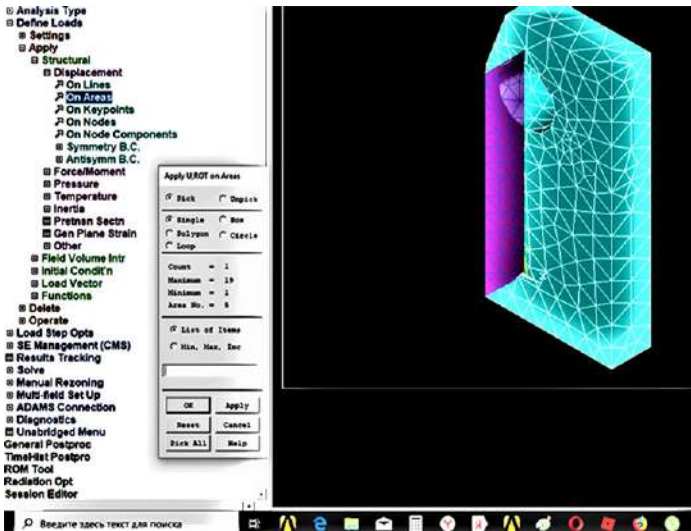 Analysis Type
Define Loads
Settings
Apply
Structural
Displacement
On Lines
On Areas
On Keypoints
On Nodes
On Node Components
Symmetry B.C.
Antisymm B.C.
Force/Moment
Pressure
Temperature
Inertia
Pretnsn Sectn
Gen Plane Strain
Other
Field Volume Intr
Initial Condit'n
Load Vector
Functions
Delete
Operate
Load Step Opts
SE Management (CMS)
Results Tracking
Solve
Manual Rezoning
Multi-field Set Up
ADAMS Connection
Diagnostics
Unabridged Menu
General Postproc
TimeHist Postpro
ROM Tool
Radiation Opt
Session Editor
Apply U,ROT on Areas
Pick Unpick
Single Box
Polygon Circle
Loop
Count = 1
Maximum = 19
Minimum = 1
Area No. = 5
List of Items
Min, Max, Inc
OK Apply
Reset Cancel
Pick All Help
Введите здесь текст для поиска